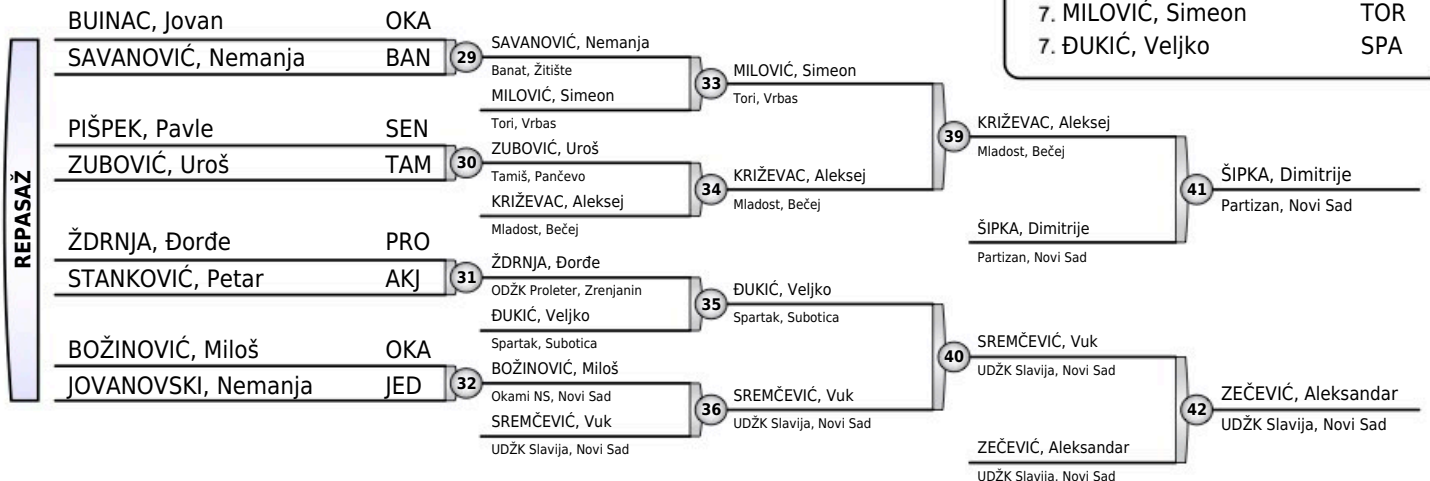 7. MILOVIĆ, Simeon TOR
7. ĐUKIĆ, Veljko SPA
REPASAŽ
BUINAC, Jovan OKA
SAVANOVIĆ, Nemanja BAN
29
PIŠPEK, Pavle SEN
ZUBOVIĆ, Uroš TAM
30
ŽDRNJA, Đorđe PRO
STANKOVIĆ, Petar AKJ
31
BOŽINOVIĆ, Miloš OKA
JOVANOVSKI, Nemanja JED
32
SAVANOVIĆ, Nemanja
Banat, Žitište
MILOVIĆ, Simeon
Tori, Vrbas
33
ZUBOVIĆ, Uroš
Tamiš, Pančevo
KRIŽEVAC, Aleksej
Mladost, Bečej
34
ŽDRNJA, Đorđe
ODŽK Proleter, Zrenjanin
ĐUKIĆ, Veljko
Spartak, Subotica
35
BOŽINOVIĆ, Miloš
Okami NS, Novi Sad
SREMČEVIĆ, Vuk
UDŽK Slavija, Novi Sad
36
MILOVIĆ, Simeon
Tori, Vrbas
KRIŽEVAC, Aleksej
Mladost, Bečej
39
ĐUKIĆ, Veljko
Spartak, Subotica
SREMČEVIĆ, Vuk
UDŽK Slavija, Novi Sad
40
KRIŽEVAC, Aleksej
Mladost, Bečej
ŠIPKA, Dimitrije
Partizan, Novi Sad
41
SREMČEVIĆ, Vuk
UDŽK Slavija, Novi Sad
ZEČEVIĆ, Aleksandar
UDŽK Slavija, Novi Sad
42
ŠIPKA, Dimitrije
Partizan, Novi Sad
ZEČEVIĆ, Aleksandar
UDŽK Slavija, Novi Sad